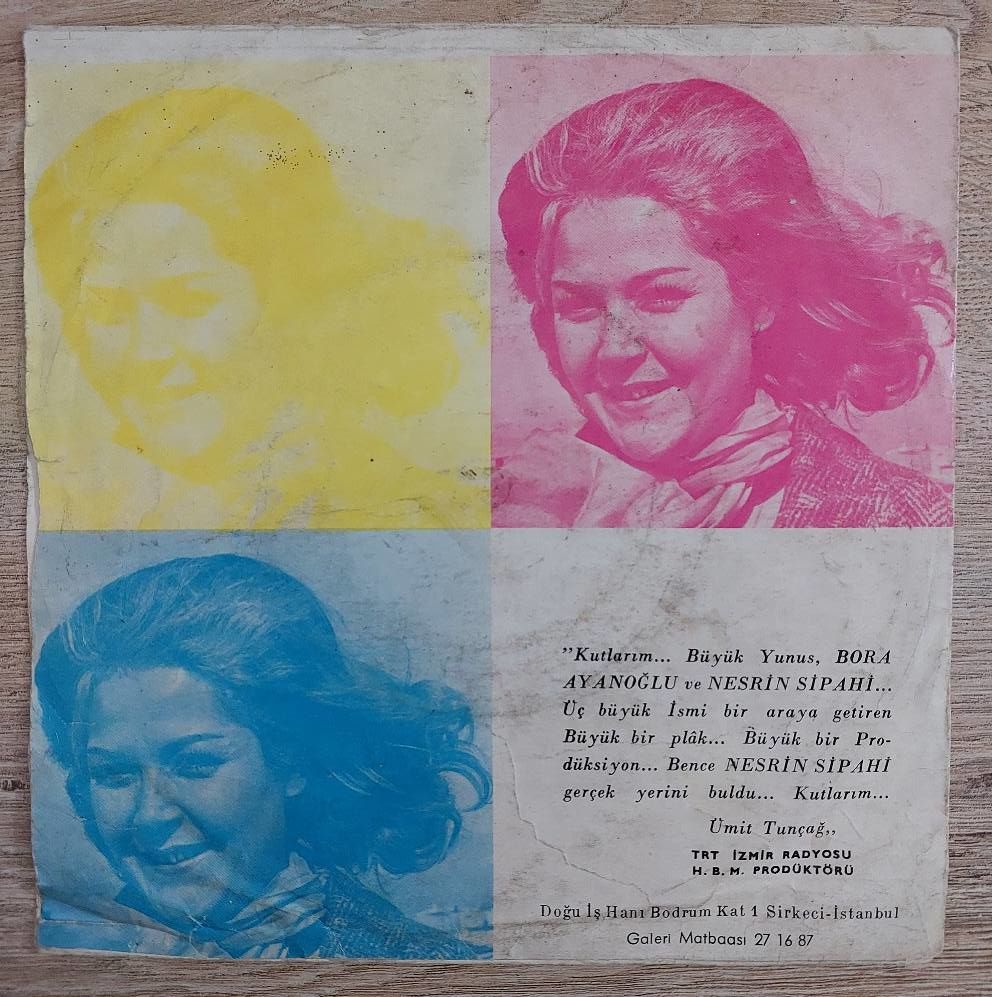 ”Kutlarım... Büyük Yunus, BORA
AYANOĞLU ve NESRİN SİPAHİ...
Üç büyük İsmi bir araya getiren
Büyük bir plâk... Büyük bir Pro-
düksiyon... Bence NESRİN SİPAHİ
gerçek yerini buldu... Kutlarım...
Ümit Tunçağ,,
TRT İZMİR RADYOSU
H. B. M. PRODÜKTÖRÜ
Doğu İş Hanı Bodrum Kat 1 Sirkeci-İstanbul
Galeri Matbaası 27 16 87